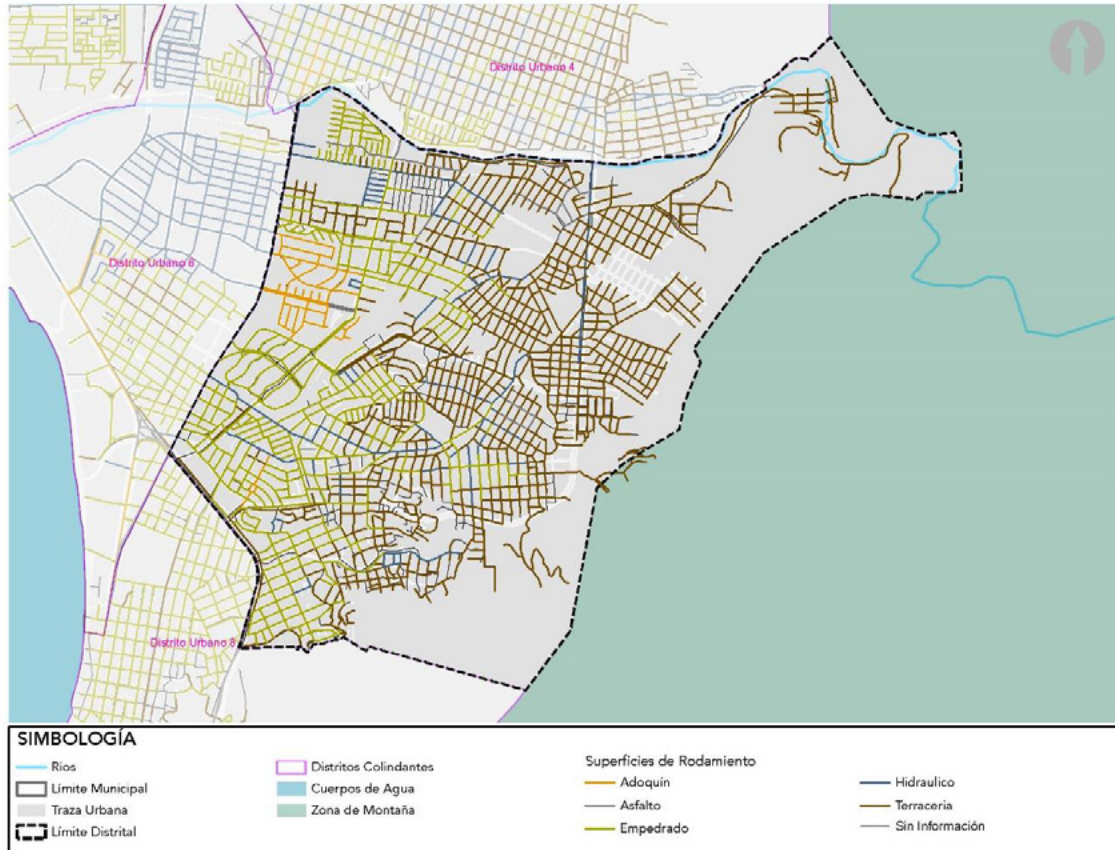 Distrito Urbano 4
Distrito Urbano 6
Distrito Urbano 8
SIMBOLOGÍA
Rios
Límite Municipal
Traza Urbana
Límite Distrital
Distritos Colindantes
Cuerpos de Agua
Zona de Montaña
Superficies de Rodamiento
Adoquín
Asfalto
Empedrado
Hidraulico
Terraceria
Sin Información